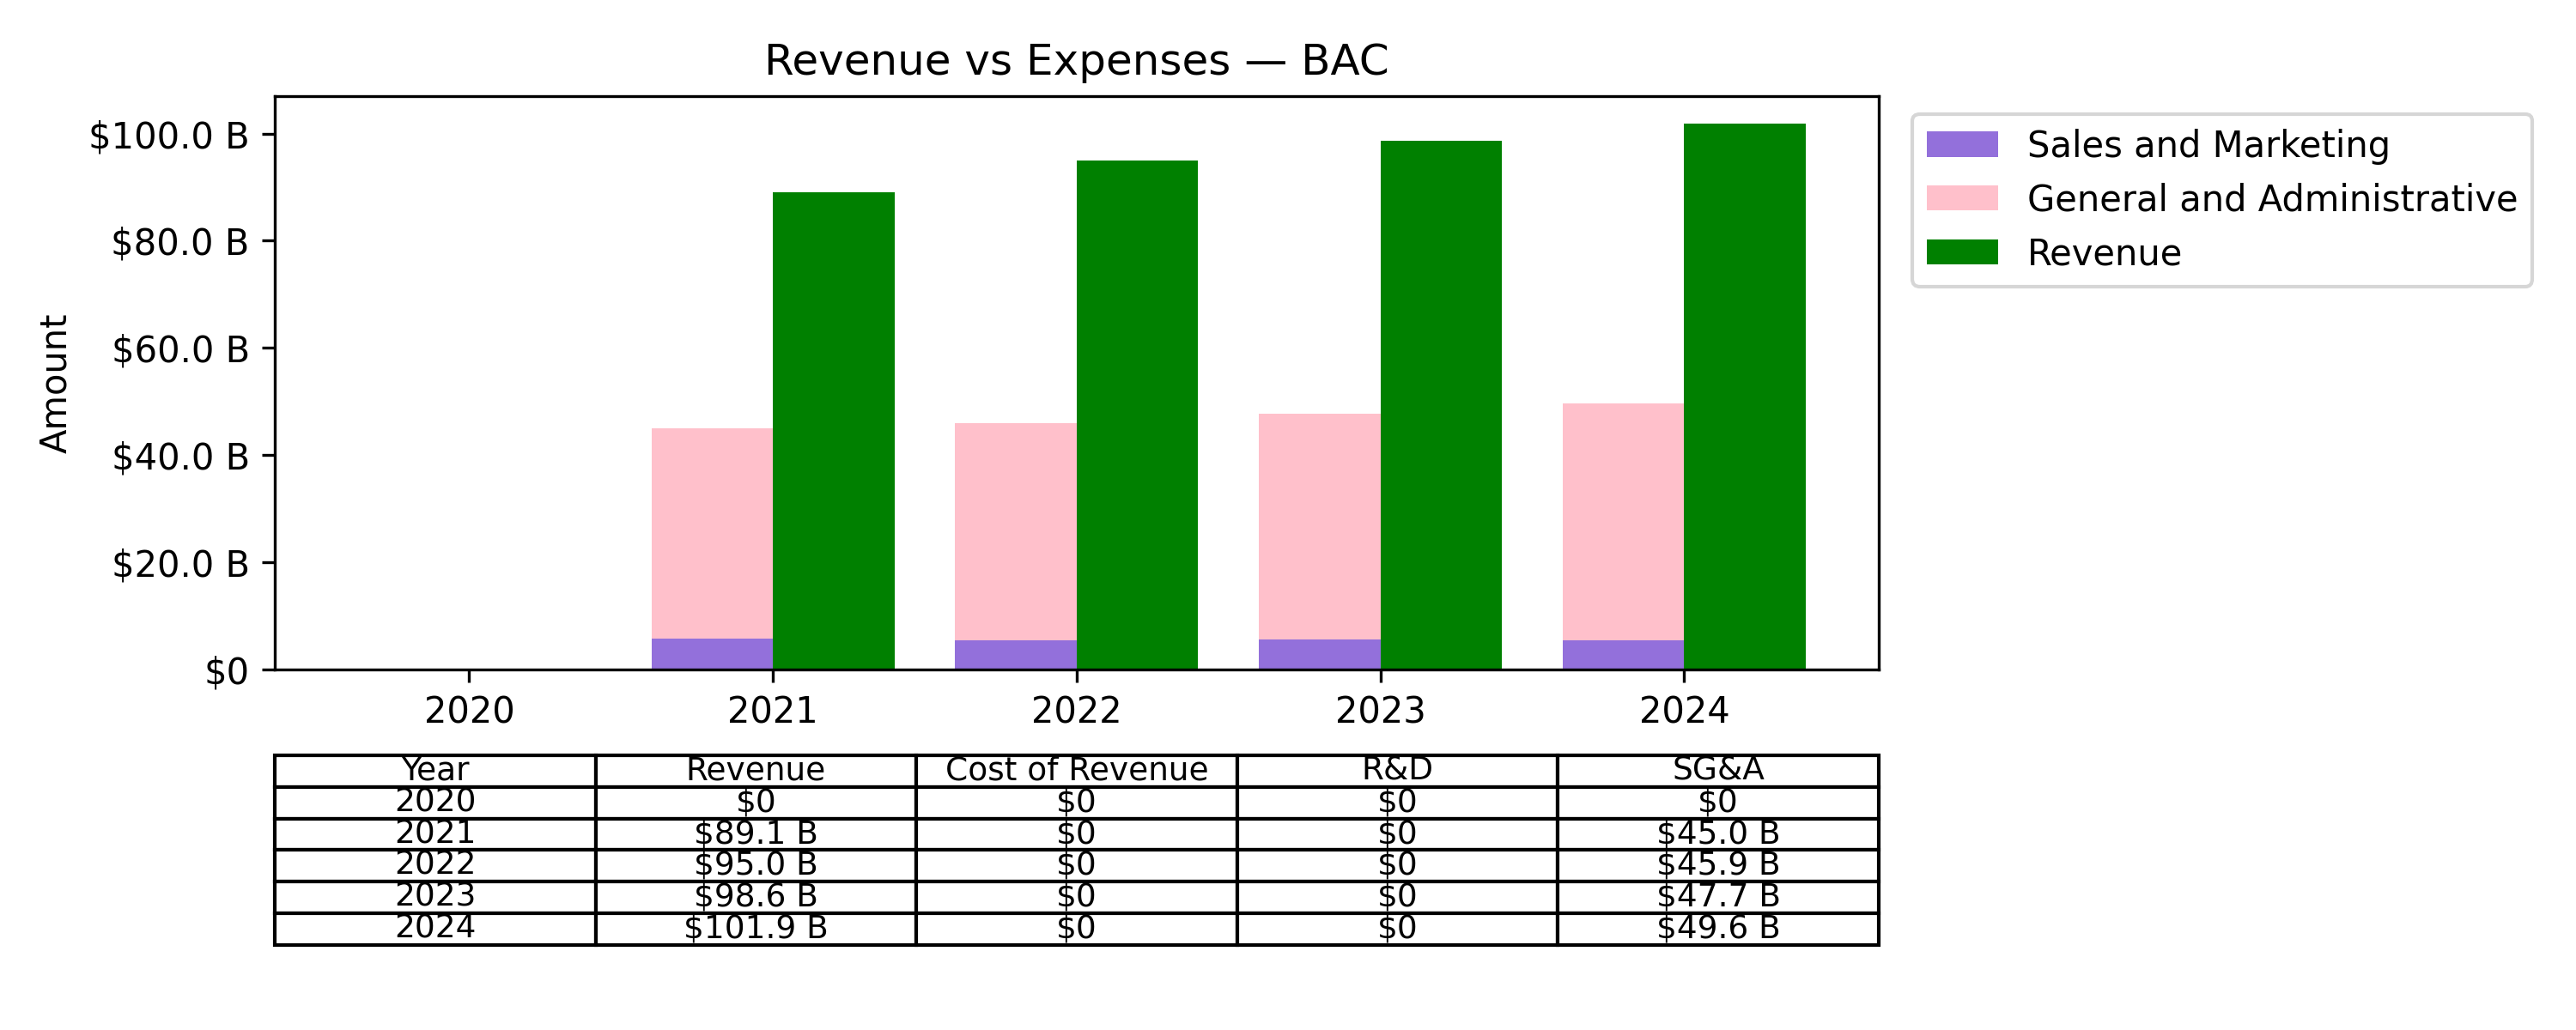 Revenue vs Expenses — BAC
$100.0 B
$80.0 B
$60.0 B
$40.0 B
$20.0 B
$0
Amount
2020 2021 2022 2023 2024
Sales and Marketing
General and Administrative
Revenue
Year Revenue Cost of Revenue R&D SG&A
2020 $0 $0 $0 $0
2021 $89.1 B $0 $0 $45.0 B
2022 $95.0 B $0 $0 $45.9 B
2023 $98.6 B $0 $0 $47.7 B
2024 $101.9 B $0 $0 $49.6 B